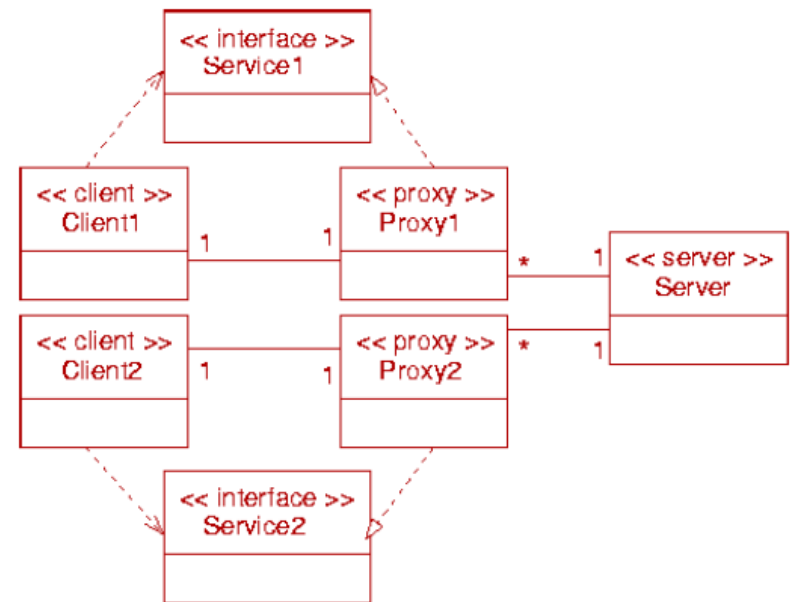 << interface >>
Service1
<< client >>
Client1
<< proxy >>
Proxy1
1
1
*
1
<< server >>
Server
<< client >>
Client2
<< proxy >>
Proxy2
1
1
*
1
<< interface >>
Service2